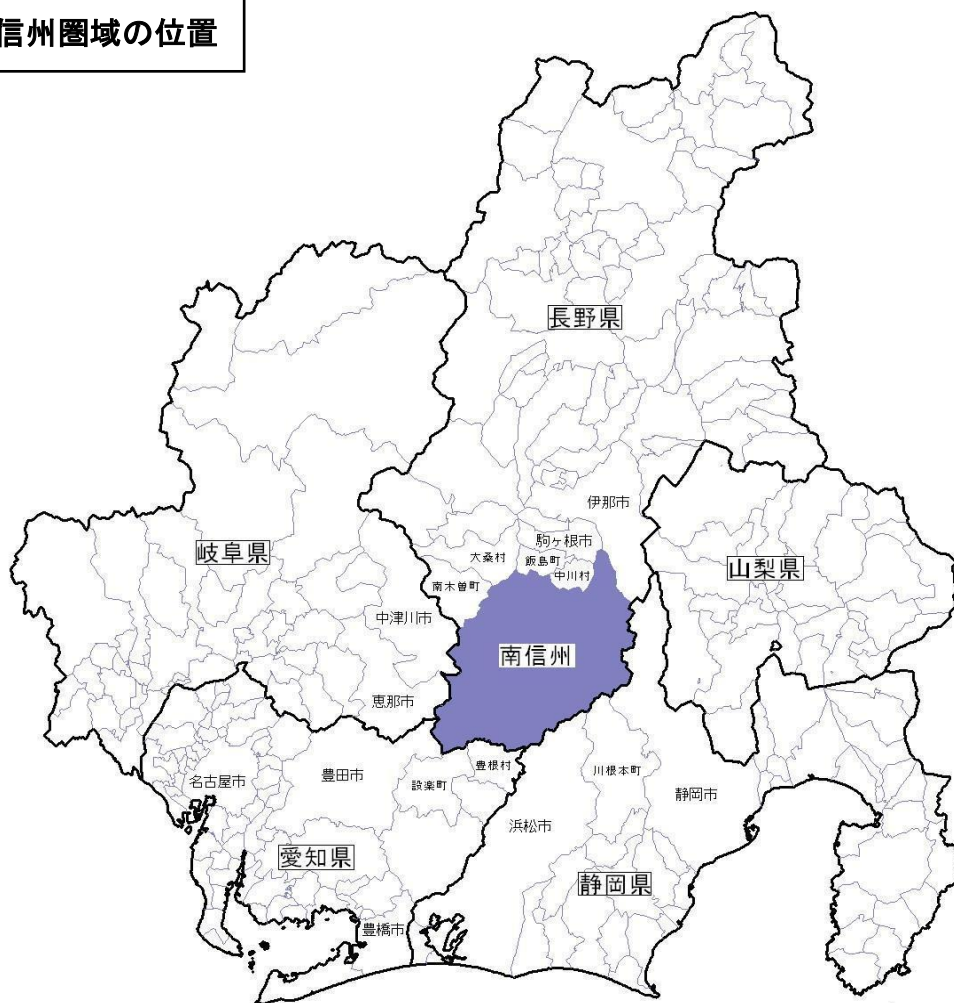 信州圏域の位置
長野県
伊那市
駒ヶ根市
大桑村
飯島町
中川村
南木曽町
岐阜県
山梨県
中津川市
南信州
恵那市
名古屋市
豊田市
設楽町
豊根村
川根本町
静岡市
浜松市
愛知県
静岡県
豊橋市